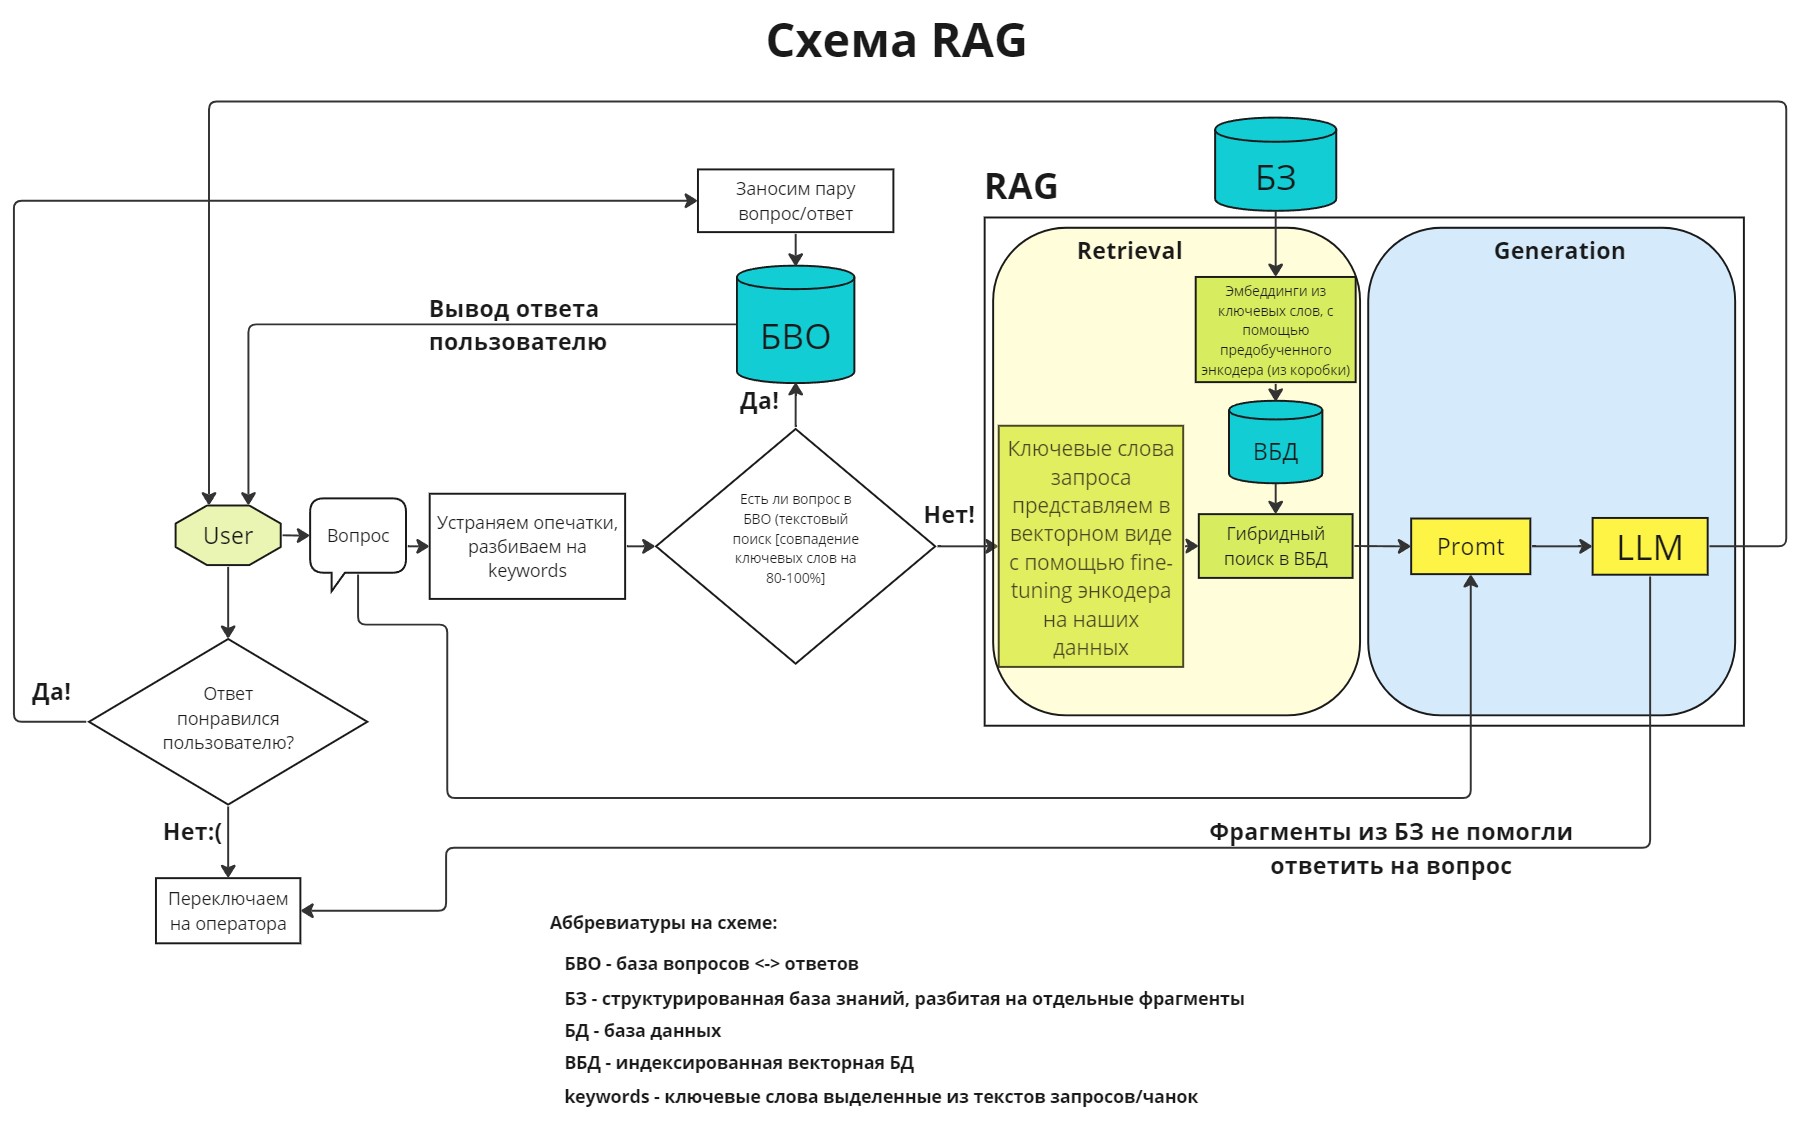 Схема RAG
Заносим пару
вопрос/ответ
БЗ
RAG
Retrieval
Generation
Эмбеддинги из
ключевых слов, с
помощью
предобученного
энкодера (из коробки)
Вывод ответа
пользователю
БВО
Да!
ВБД
Ключевые слова
запроса
представляем в
векторном виде
с помощью fine-
tuning энкодера
на наших
данных
User
Вопрос
Устраняем опечатки,
разбиваем на
keywords
Есть ли вопрос в
БВО (текстовый
поиск [совпадение
ключевых слов на
80-100%]
Нет!
Гибридный
поиск в ВБД
Promt
LLM
Да!
Ответ
понравился
пользователю?
Нет:(
Фрагменты из БЗ не помогли
ответить на вопрос
Переключаем
на оператора
Аббревиатуры на схеме:
БВО - база вопросов <-> ответов
БЗ - структурированная база знаний, разбитая на отдельные фрагменты
БД - база данных
ВБД - индексированная векторная БД
keywords - ключевые слова выделенные из текстов запросов/чанок